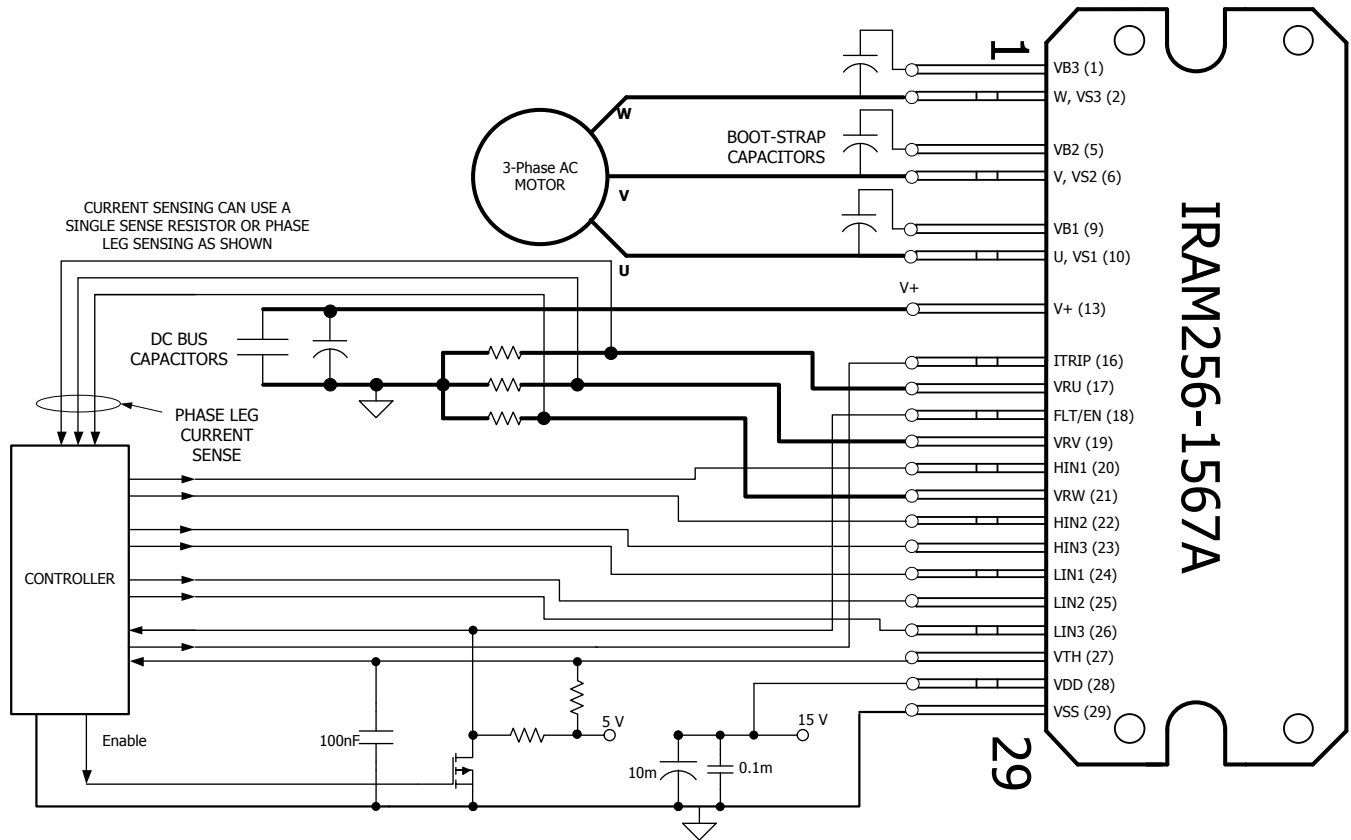 1
VB3 (1)
W, VS3 (2)
W
BOOT-STRAP
CAPACITORS
VB2 (5)
V, VS2 (6)
3-Phase AC
MOTOR
V
CURRENT SENSING CAN USE A
SINGLE SENSE RESISTOR OR PHASE
LEG SENSING AS SHOWN
VB1 (9)
U, VS1 (10)
U
V+
V+ (13)
DC BUS
CAPACITORS
ITRIP (16)
VRU (17)
PHASE LEG
CURRENT
SENSE
FLT/EN (18)
VRV (19)
HIN1 (20)
VRW (21)
HIN2 (22)
HIN3 (23)
CONTROLLER
LIN1 (24)
LIN2 (25)
LIN3 (26)
VTH (27)
VDD (28)
VSS (29)
Enable
100nF
5 V
15 V
10m
0.1m
29
IRAM256-1567A